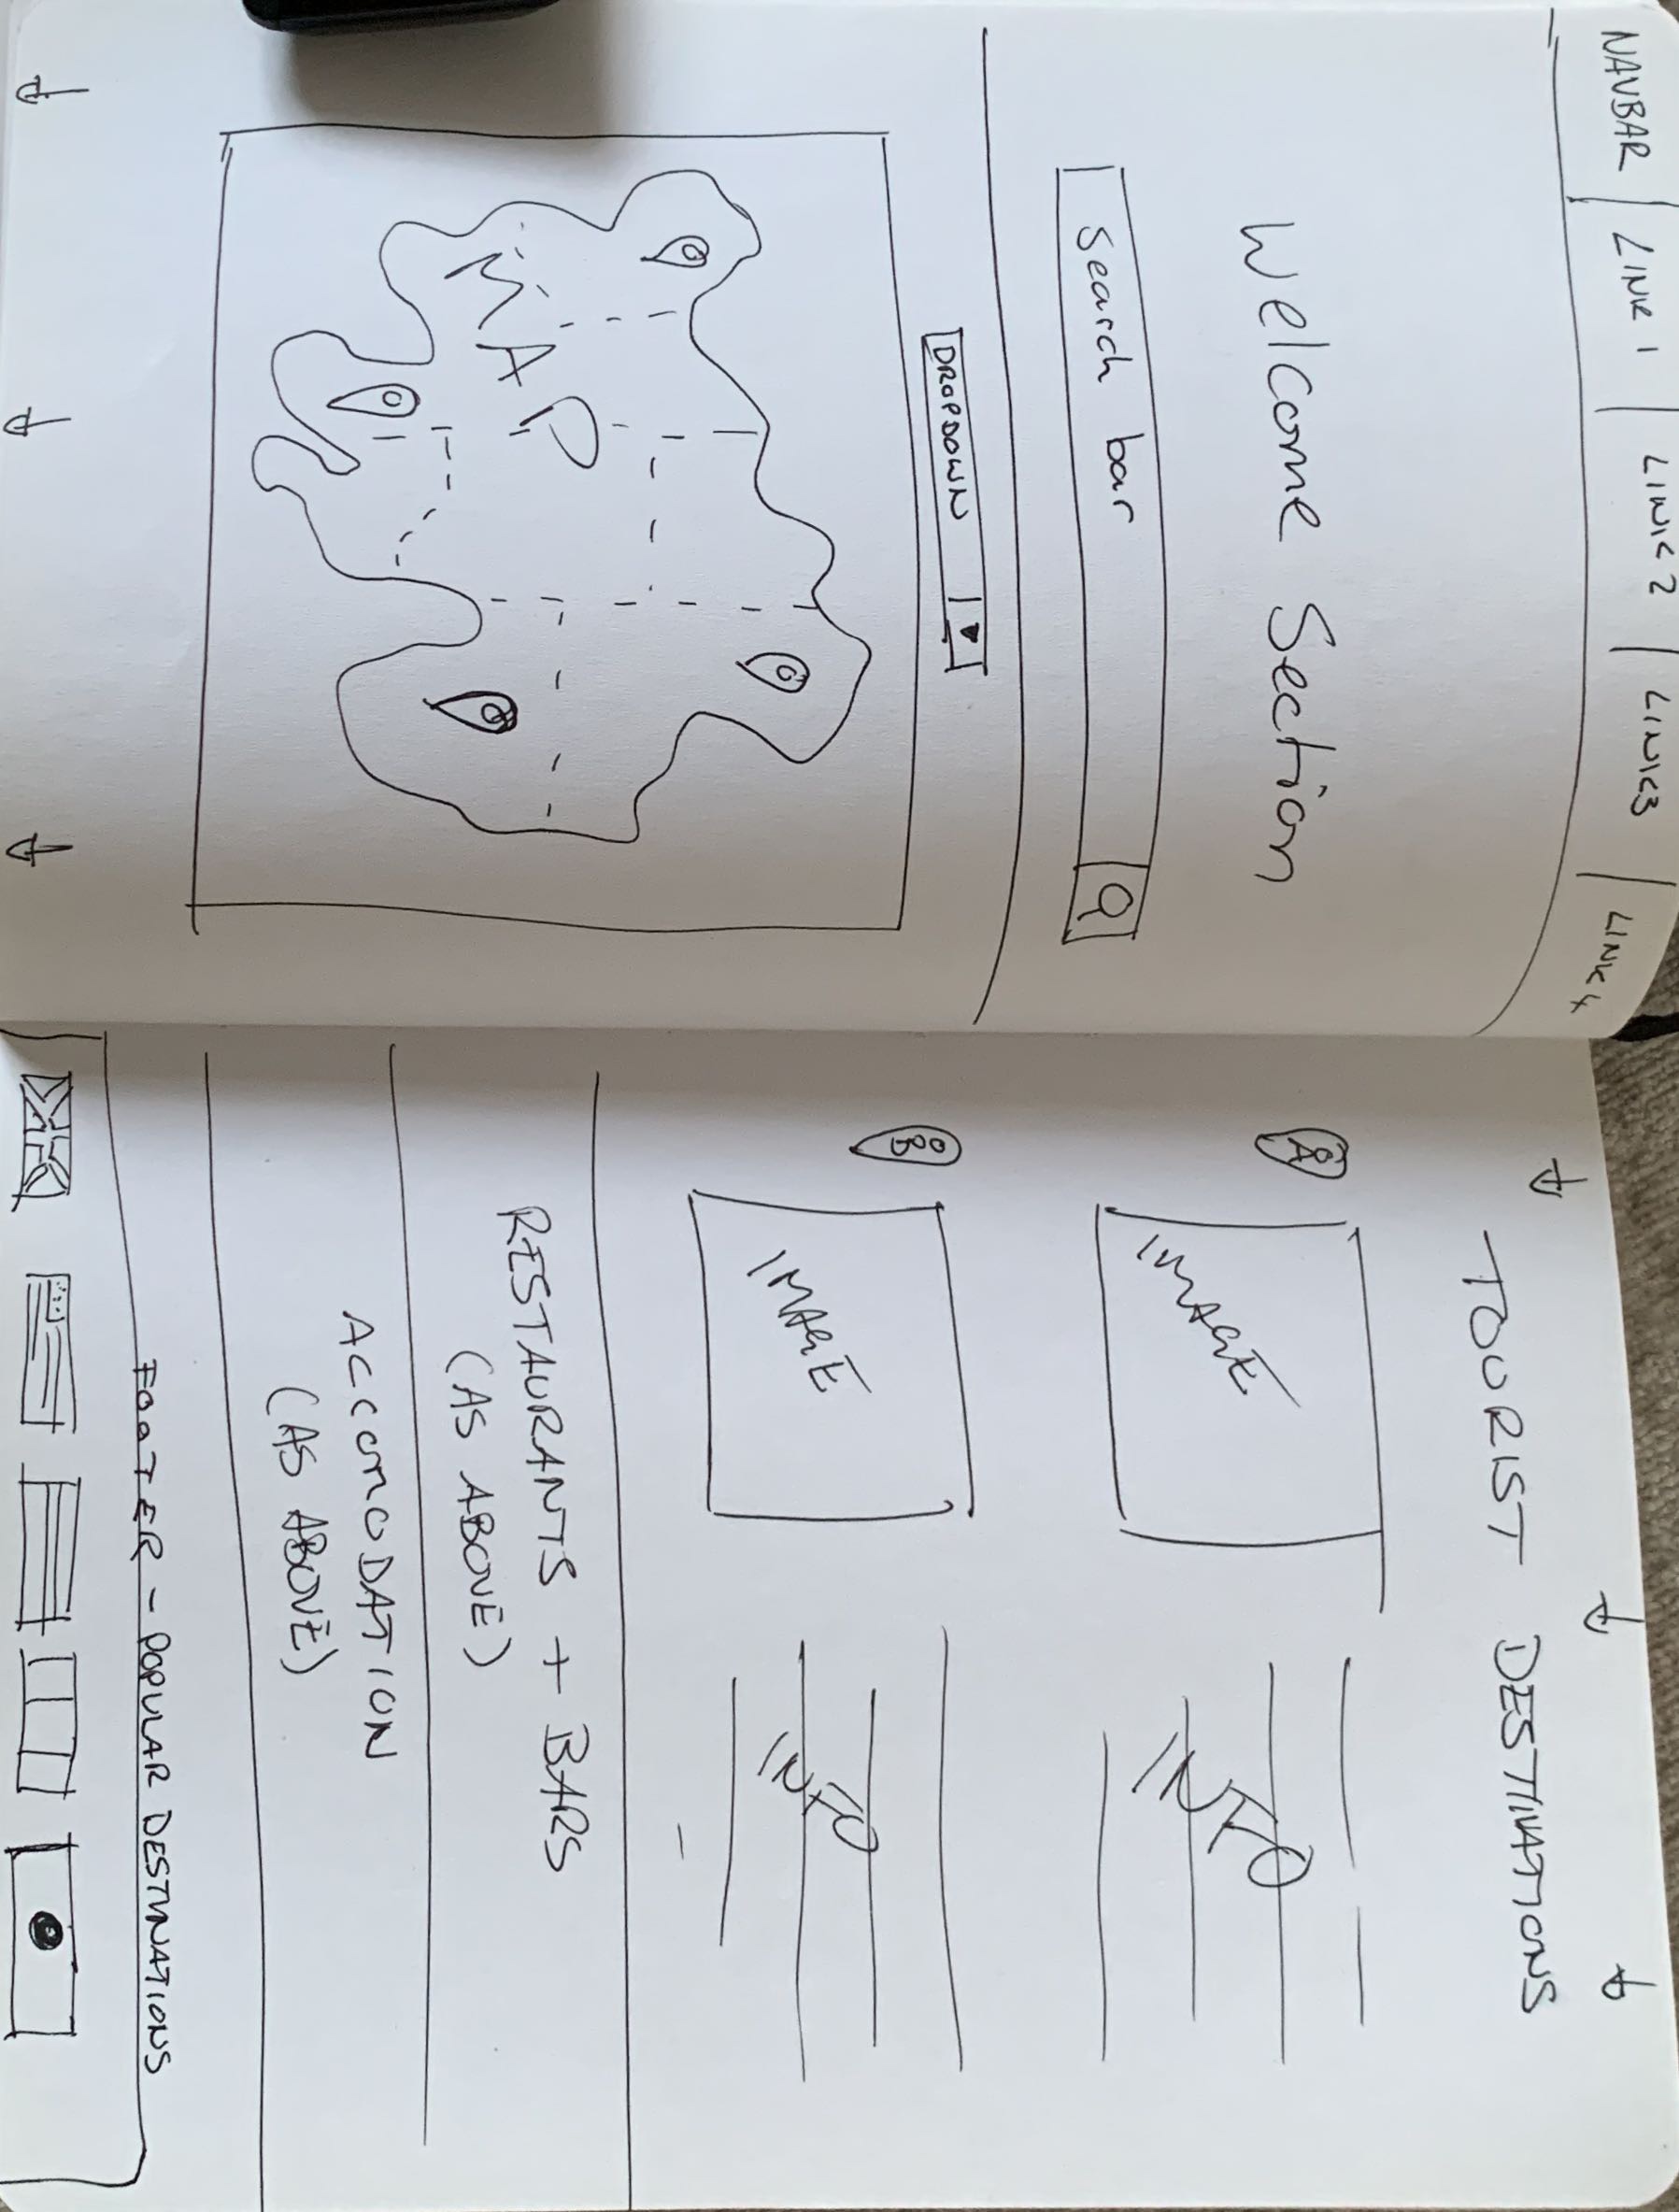 NAVBAR
LINK 1
LINK 2
LINK3
LINK 4
Welcome Section
Search bar
DROPDOWN
MAP
TOURIST DESTINATIONS
A
IMAGE
INFO
B
IMAGE
INFO
RESTAURANTS + BARS
(AS ABOVE)
ACCOMODATION
(AS ABOVE)
FOOTER - POPULAR DESTINATIONS